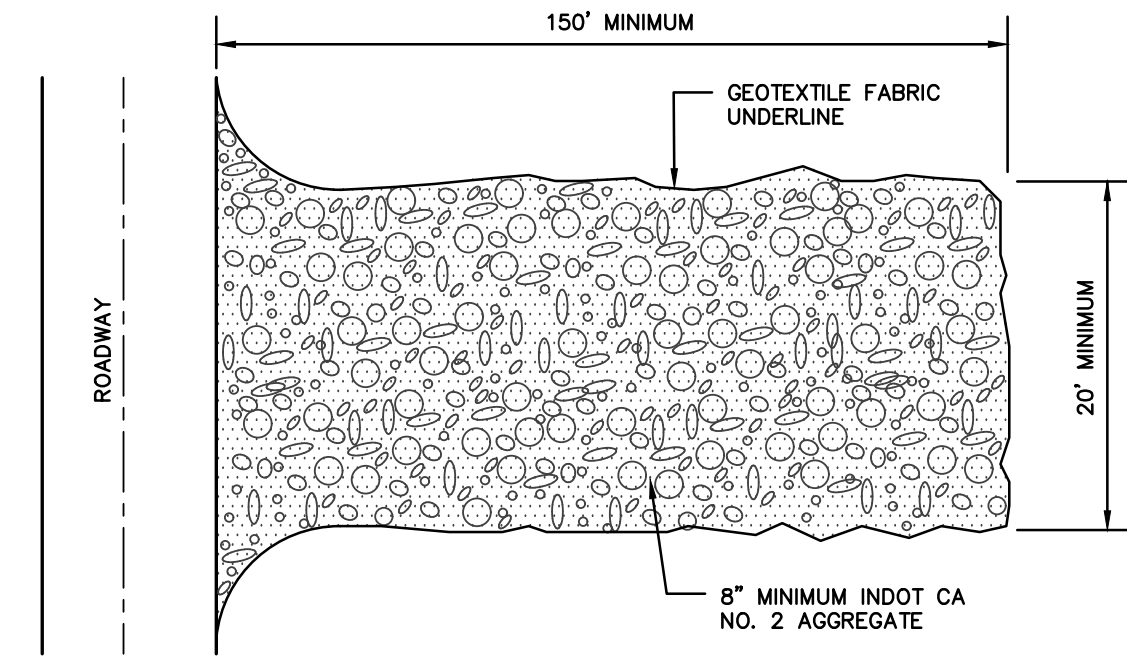 150' MINIMUM
GEOTEXTILE FABRIC
UNDERLINE
ROADWAY
20' MINIMUM
8" MINIMUM INDOT CA
NO. 2 AGGREGATE